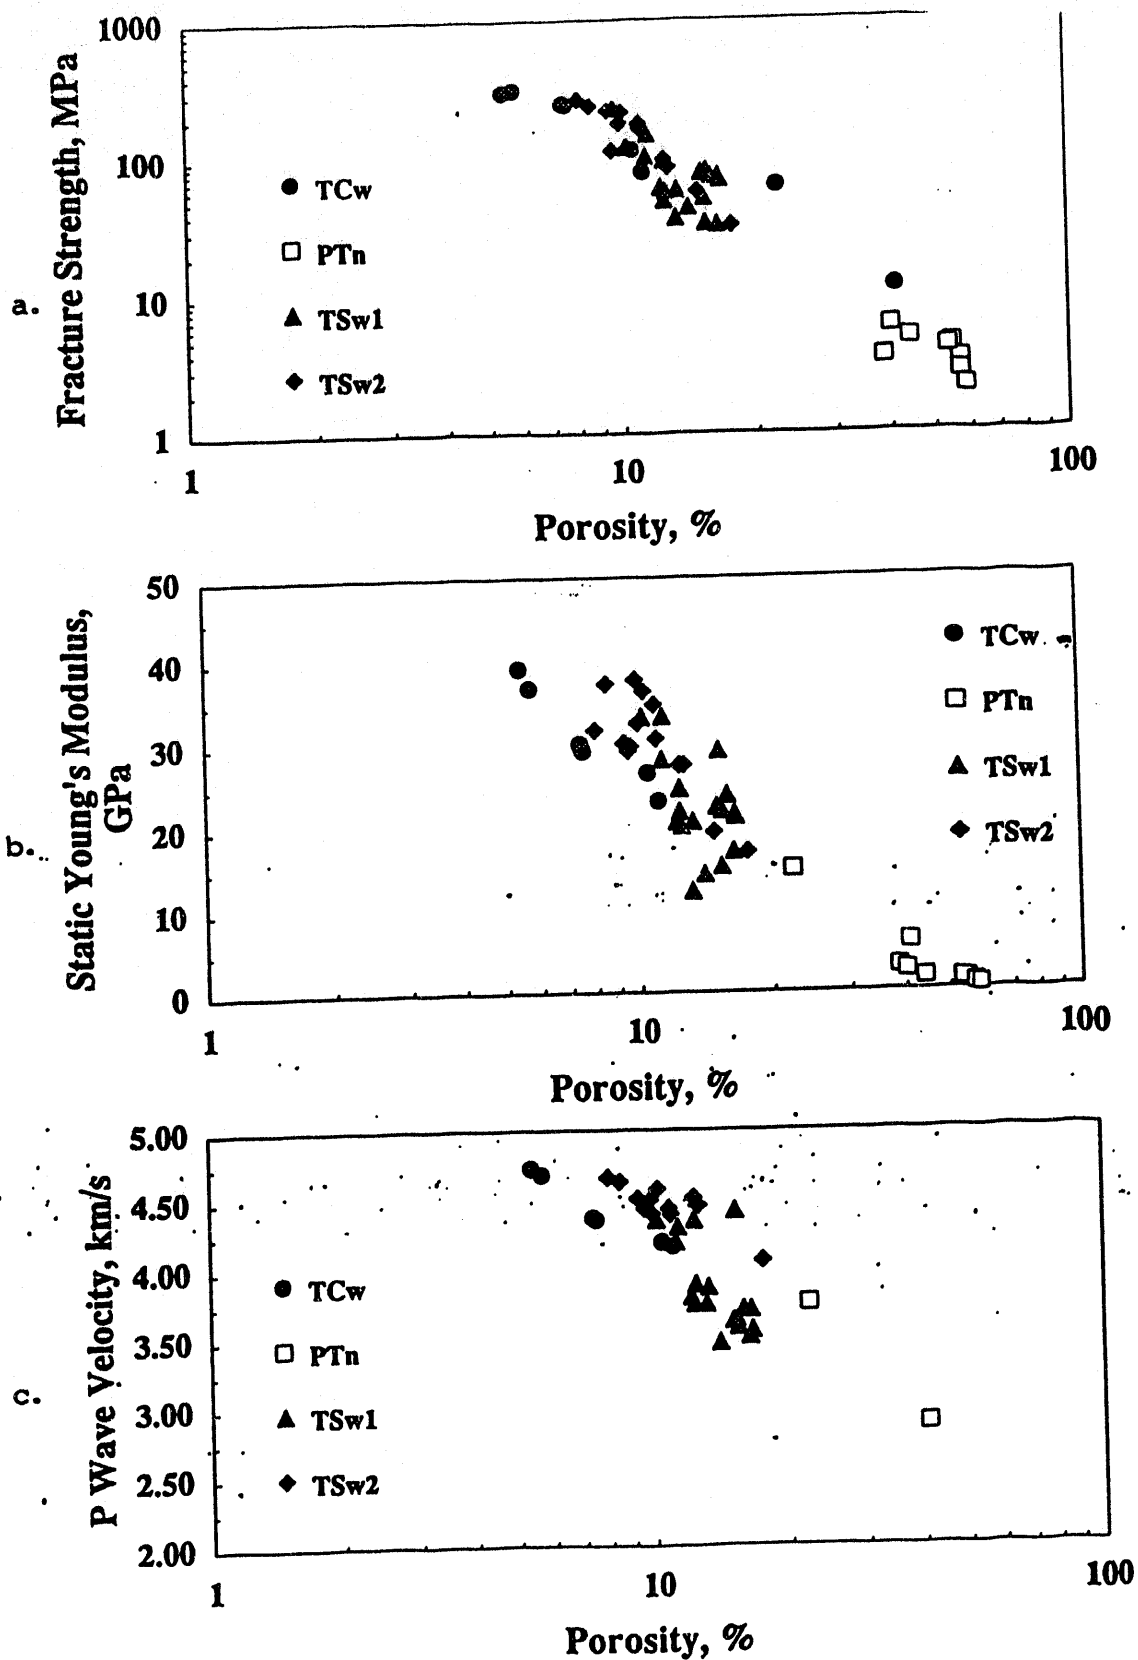 1000
100
10
1
Fracture Strength, MPa
a.
TCw
PTn
TSw1
TSw2
1
10
100
Porosity, %
50
40
30
20
10
0
Static Young's Modulus,
GPa
b.
TCw
PTn
TSw1
TSw2
1
10
100
Porosity, %
5.00
4.50
4.00
3.50
3.00
2.50
2.00
P Wave Velocity, km/s
c.
TCw
PTn
TSw1
TSw2
1
10
100
Porosity, %